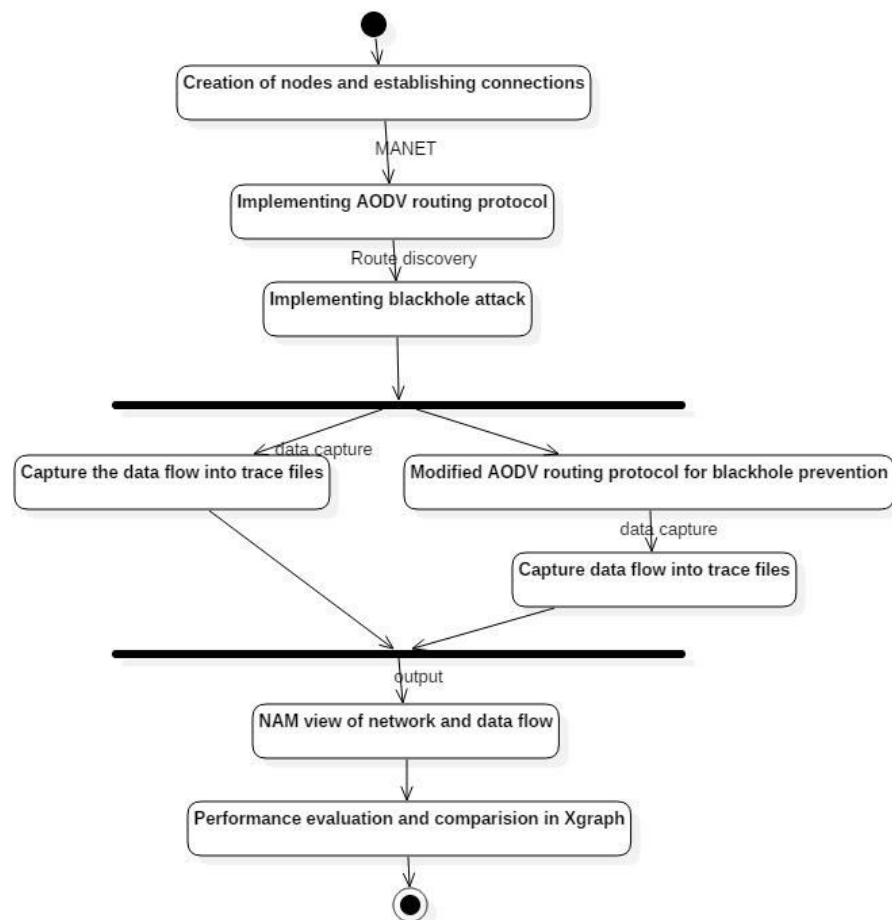 Creation of nodes and establishing connections
MANET
Implementing AODV routing protocol
Route discovery
Implementing blackhole attack
data capture
Capture the data flow into trace files
Modified AODV routing protocol for blackhole prevention
data capture
Capture data flow into trace files
output
NAM view of network and data flow
Performance evaluation and comparision in Xgraph